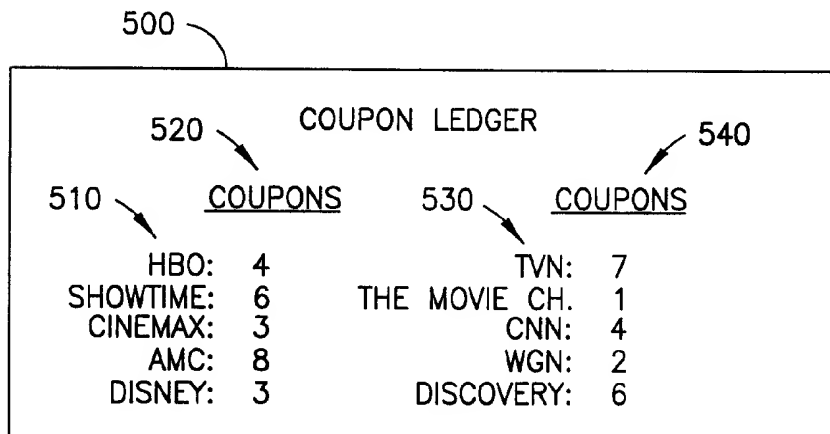 500
COUPON LEDGER
520
540
510
COUPONS
530
COUPONS
HBO: 4
SHOWTIME: 6
CINEMAX: 3
AMC: 8
DISNEY: 3
TVN: 7
THE MOVIE CH. 1
CNN: 4
WGN: 2
DISCOVERY: 6